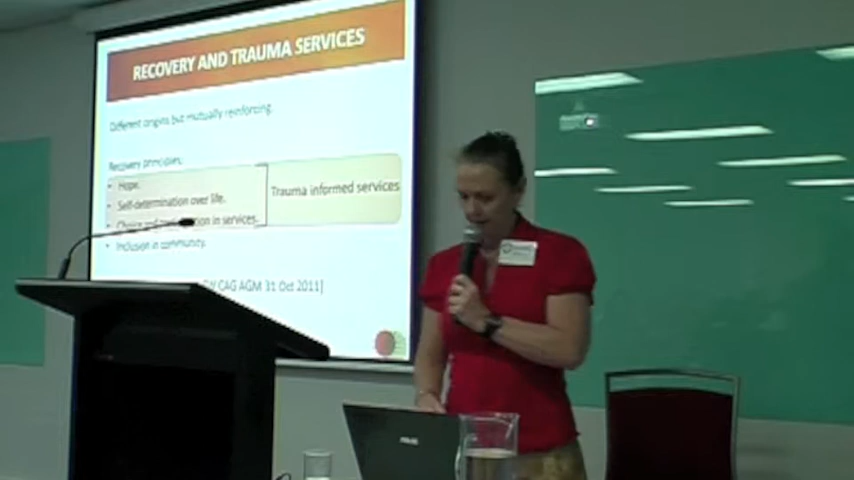 RECOVERY AND TRAUMA SERVICES
Different origins but mutually reinforcing.
Recovery principles:
• Hope.
• Self-determination over life.
• Choice and in services.
• Inclusion in community.
Trauma informed services
CAG AGM 31 Oct 2011]
ASUS